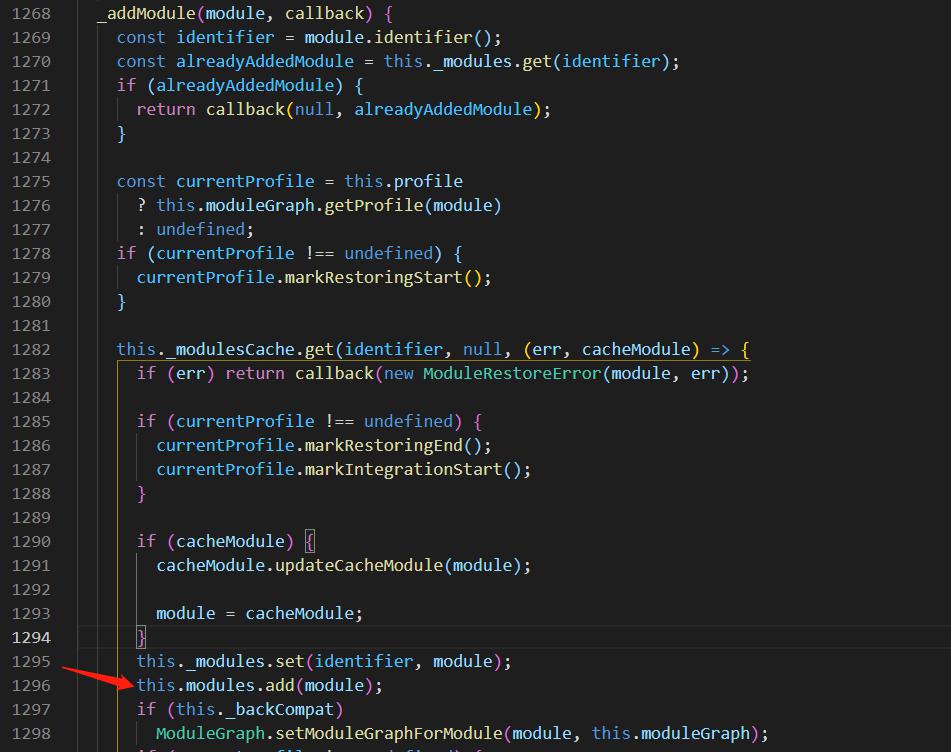 1268 _addModule(module, callback) {
1269 const identifier = module.identifier();
1270 const alreadyAddedModule = this._modules.get(identifier);
1271 if (alreadyAddedModule) {
1272 return callback(null, alreadyAddedModule);
1273 }
1274
1275 const currentProfile = this.profile
1276 ? this.moduleGraph.getProfile(module)
1277 : undefined;
1278 if (currentProfile !== undefined) {
1279 currentProfile.markRestoringStart();
1280 }
1281
1282 this._modulesCache.get(identifier, null, (err, cacheModule) => {
1283 if (err) return callback(new ModuleRestoreError(module, err));
1284
1285 if (currentProfile !== undefined) {
1286 currentProfile.markRestoringEnd();
1287 currentProfile.markIntegrationStart();
1288 }
1289
1290 if (cacheModule) {
1291 cacheModule.updateCacheModule(module);
1292
1293 module = cacheModule;
1294 }
1295 this._modules.set(identifier, module);
1296 this.modules.add(module);
1297 if (this._backCompat)
1298 ModuleGraph.setModuleGraphForModule(module, this.moduleGraph);